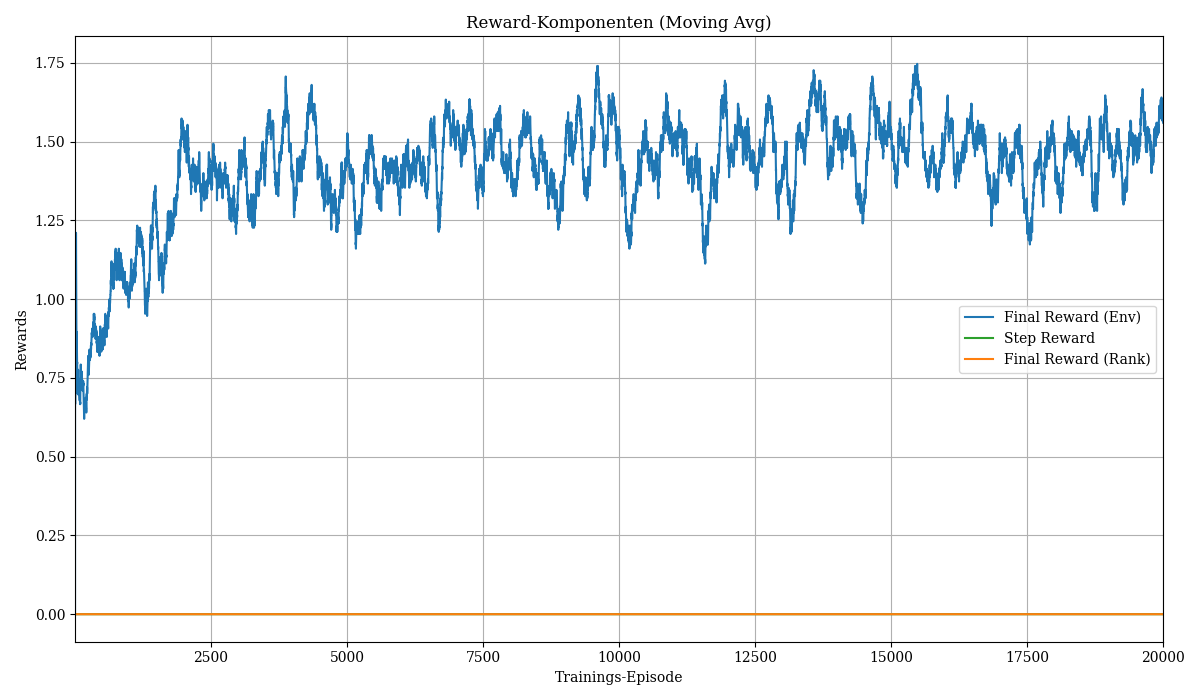 Reward-Komponenten (Moving Avg)
Rewards
1.75
1.50
1.25
1.00
0.75
0.50
0.25
0.00
Final Reward (Env)
Step Reward
Final Reward (Rank)
2500 5000 7500 10000 12500 15000 17500 20000
Trainings-Episode